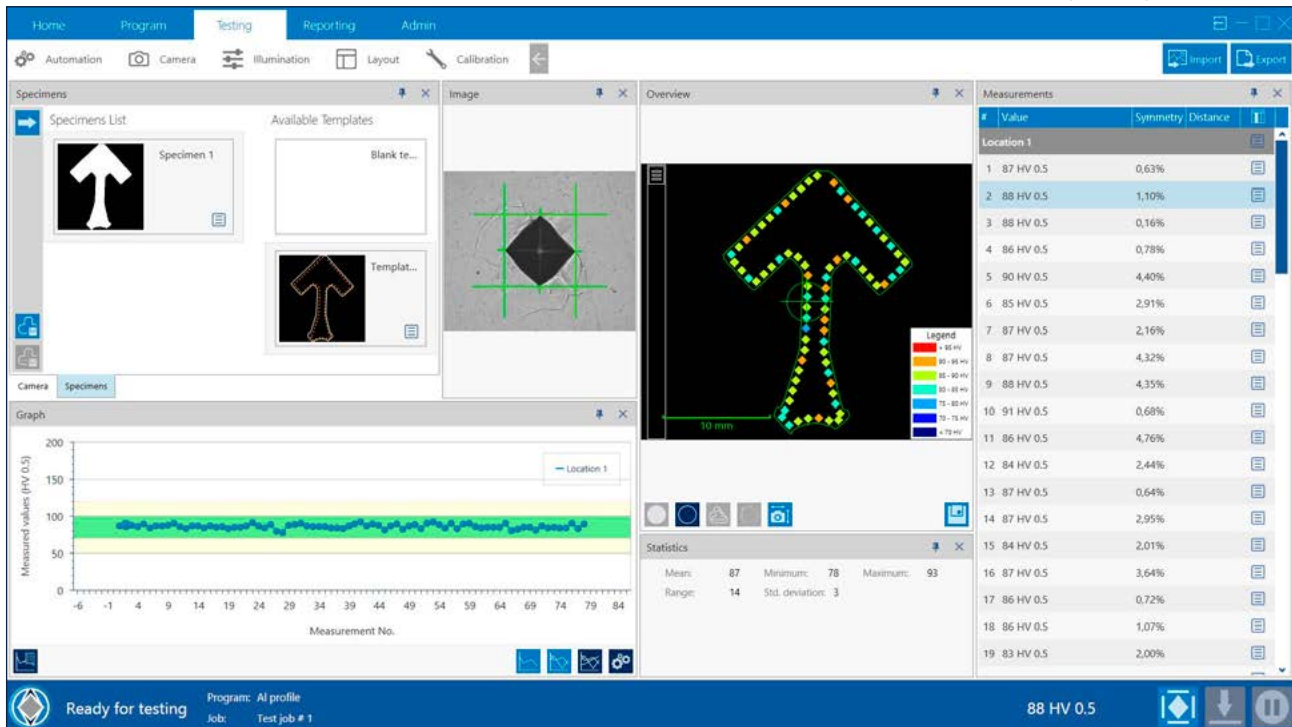 Home Program Testing Reporting Admin
Automation Camera Illumination Layout Calibration Import Export
Specimens
Specimens List Available Templates
Specimen 1
Blank te...
Templat...
Camera Specimens
Image
Overview
10 mm
Legend
80 - 85 HV
75 - 80 HV
70 - 75 HV
Graph
Measured values (HV 0.5)
200
150
100
50
0
-6 -1 4 9 14 19 24 29 34 39 44 49 54 59 64 69 74 79 84
Measurement No.
Location 1
Statistics
Mean: 87 Minimum: 78 Maximum: 93
Range: 14 Std. deviation: 3
Measurements
# Value Symmetry Distance
Location 1
1 87 HV 0.5 0,63%
2 88 HV 0.5 1,10%
3 88 HV 0.5 0,16%
4 86 HV 0.5 0,78%
5 90 HV 0.5 4,40%
6 85 HV 0.5 2,91%
7 87 HV 0.5 2,16%
8 87 HV 0.5 4,32%
9 88 HV 0.5 4,35%
10 91 HV 0.5 0,68%
11 86 HV 0.5 4,76%
12 84 HV 0.5 2,44%
13 87 HV 0.5 0,64%
14 87 HV 0.5 2,95%
15 84 HV 0.5 2,01%
16 87 HV 0.5 3,64%
17 86 HV 0.5 0,72%
18 86 HV 0.5 1,07%
19 83 HV 0.5 2,00%
Ready for testing
Program: Al profile
Job: Test job # 1
88 HV 0.5